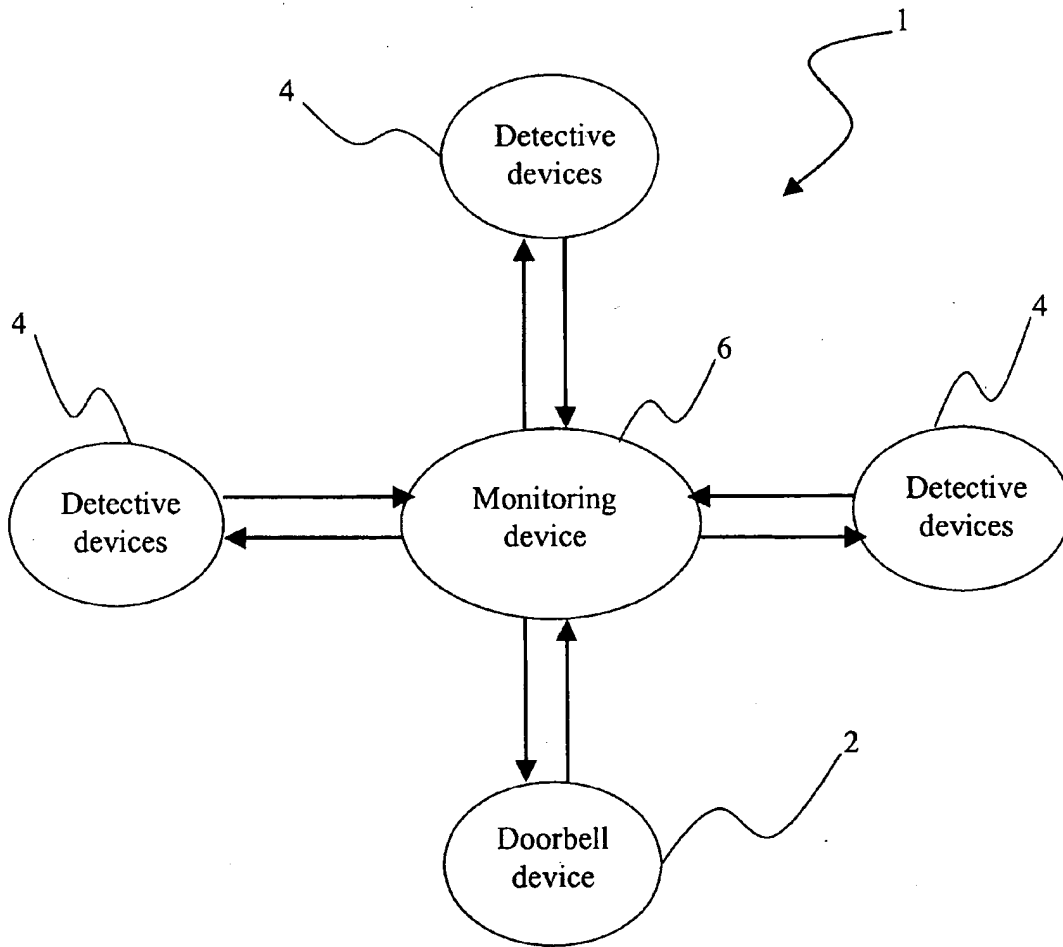 1
4
Detective
devices
4
4
6
Detective
devices
Monitoring
device
Detective
devices
2
Doorbell
device